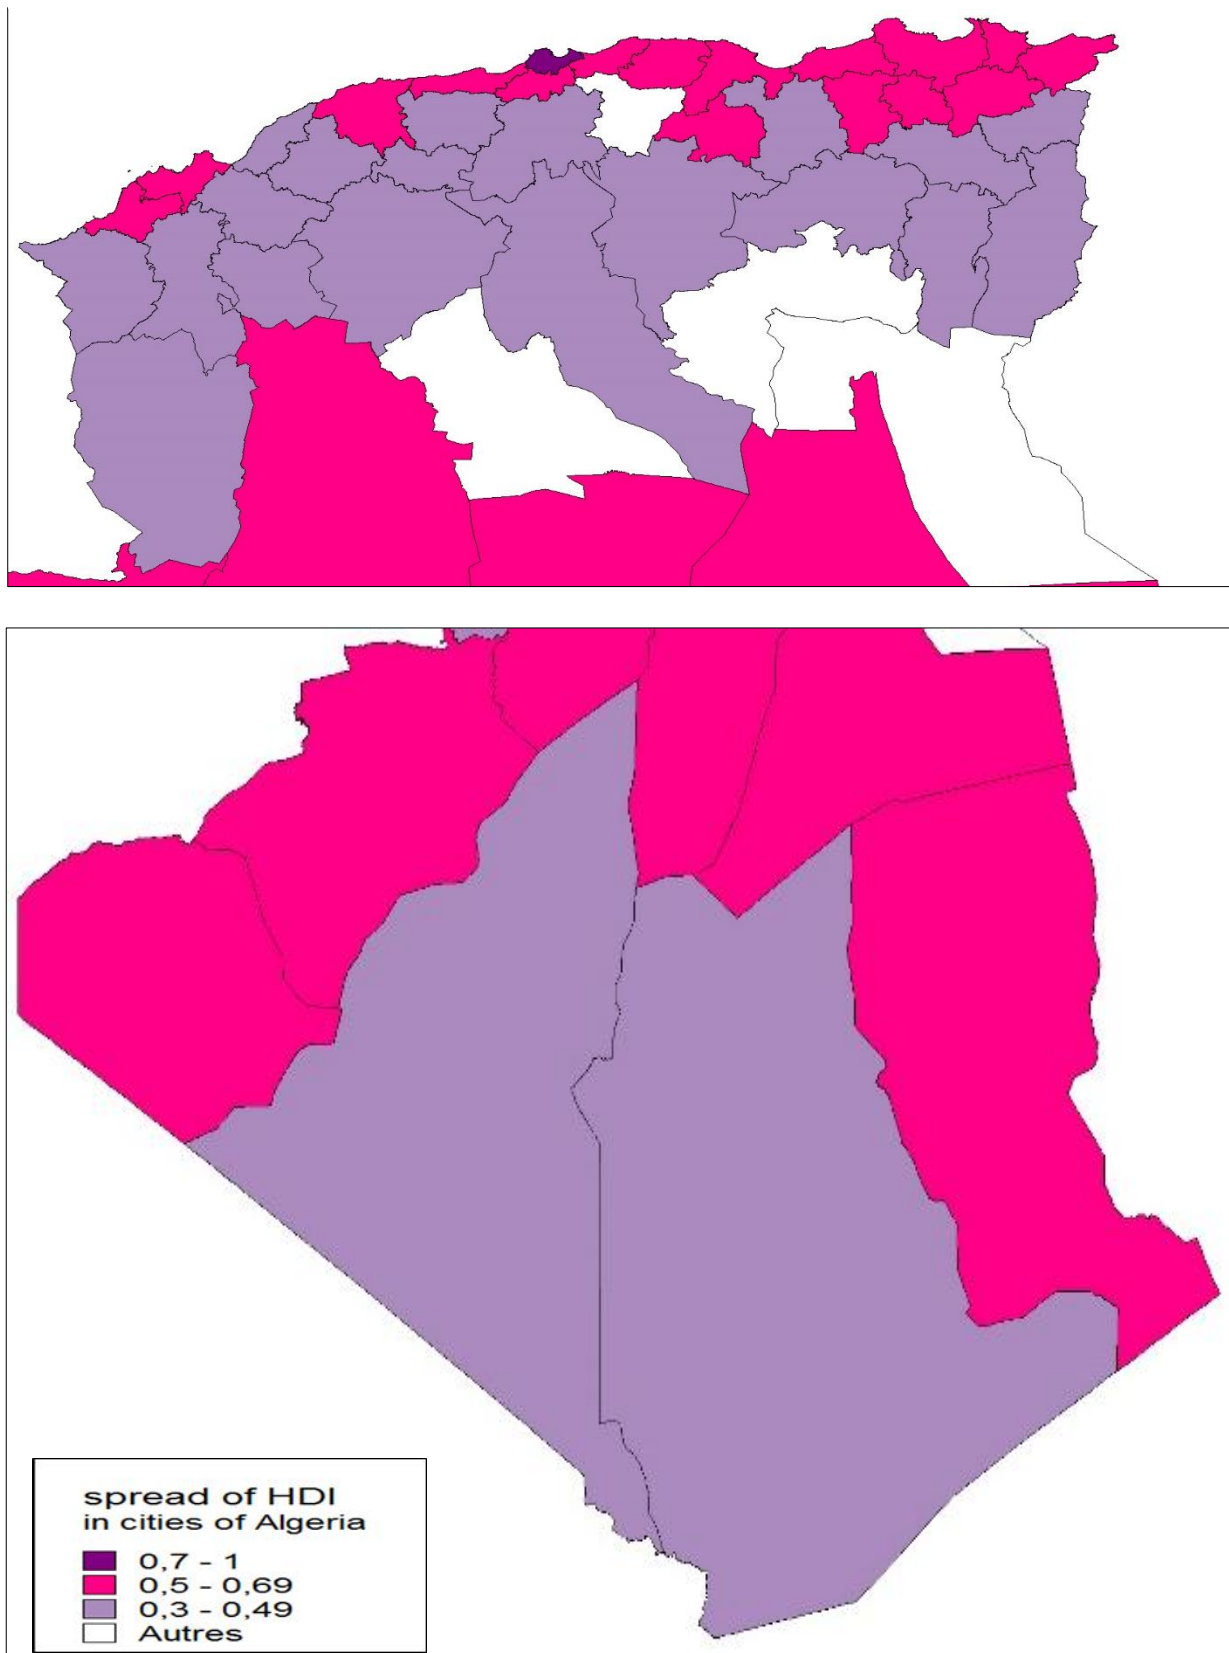 spread of HDI
in cities of Algeria
0,7 - 1
0,5 - 0,69
0,3 - 0,49
Autres